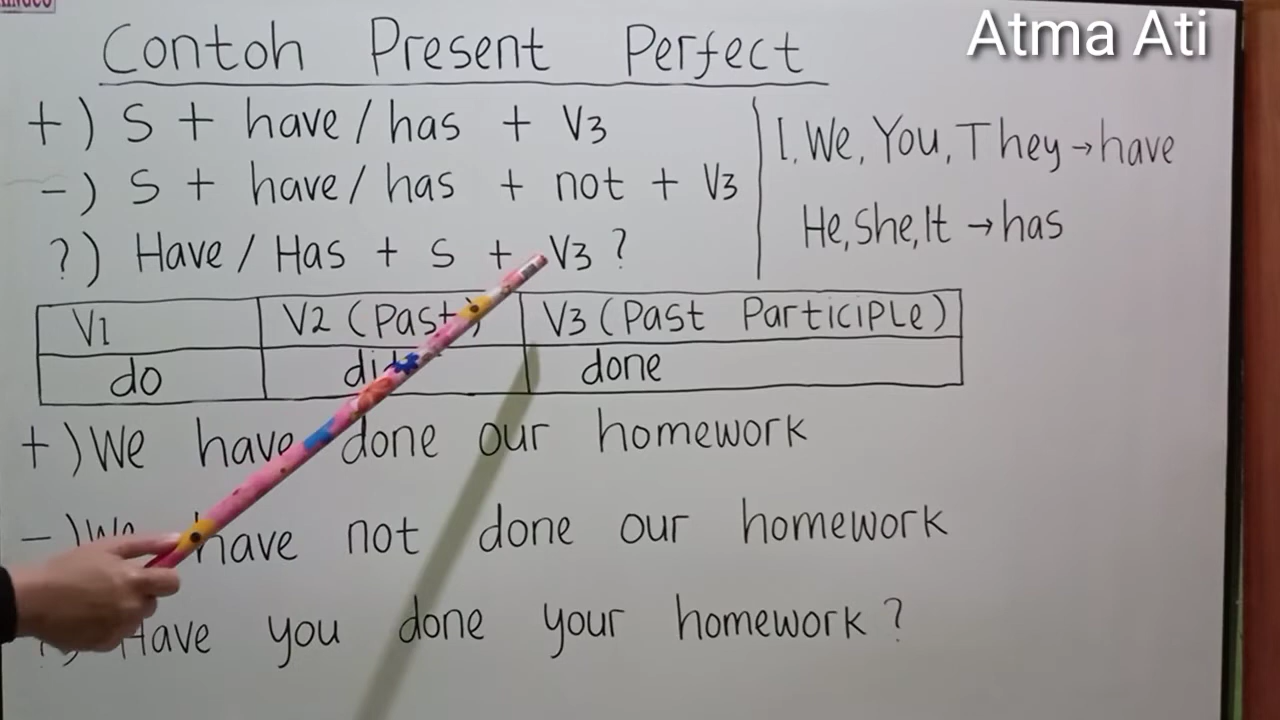 Atma Ati
Contoh Present Perfect
+) S + have / has + V3
-) S + have / has + not + V3
?) Have / Has + S + V3 ?
I, We, You, They → have
He, She, It → has
V1 V2 (Past) V3 (Past Participle)
do did done
+) We have done our homework
-) We have not done our homework
?) Have you done your homework ?